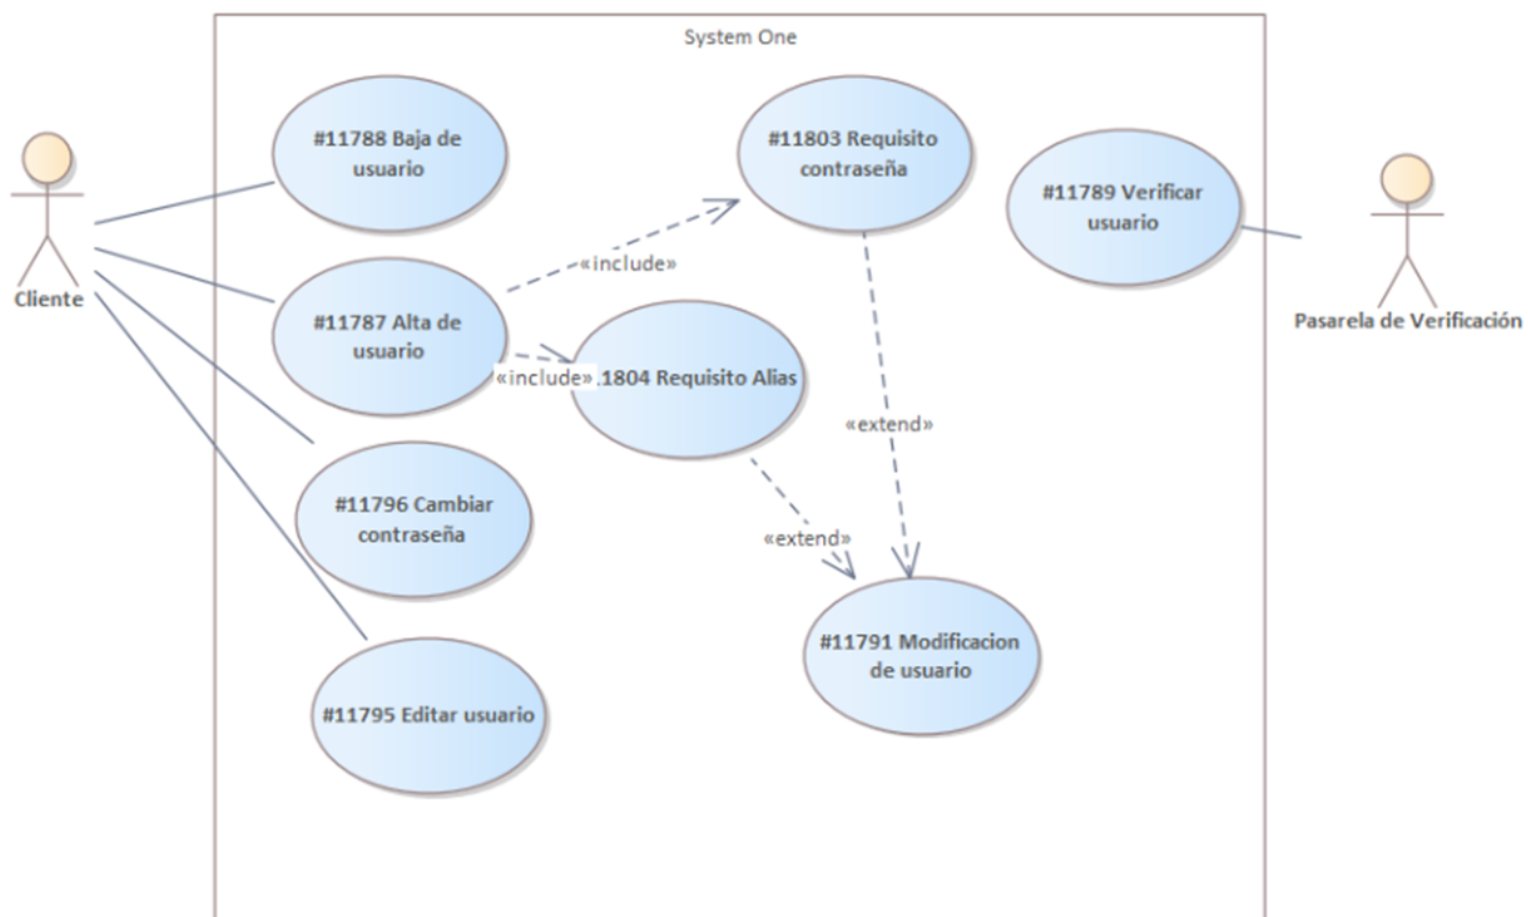 System One
#11788 Baja de
usuario
#11803 Requisito
contraseña
#11789 Verificar
usuario
Cliente
«include»
#11787 Alta de
usuario
Pasarela de Verificación
«include»
1804 Requisito Alias
«extend»
#11796 Cambiar
contraseña
«extend»
#11791 Modificacion
de usuario
#11795 Editar usuario